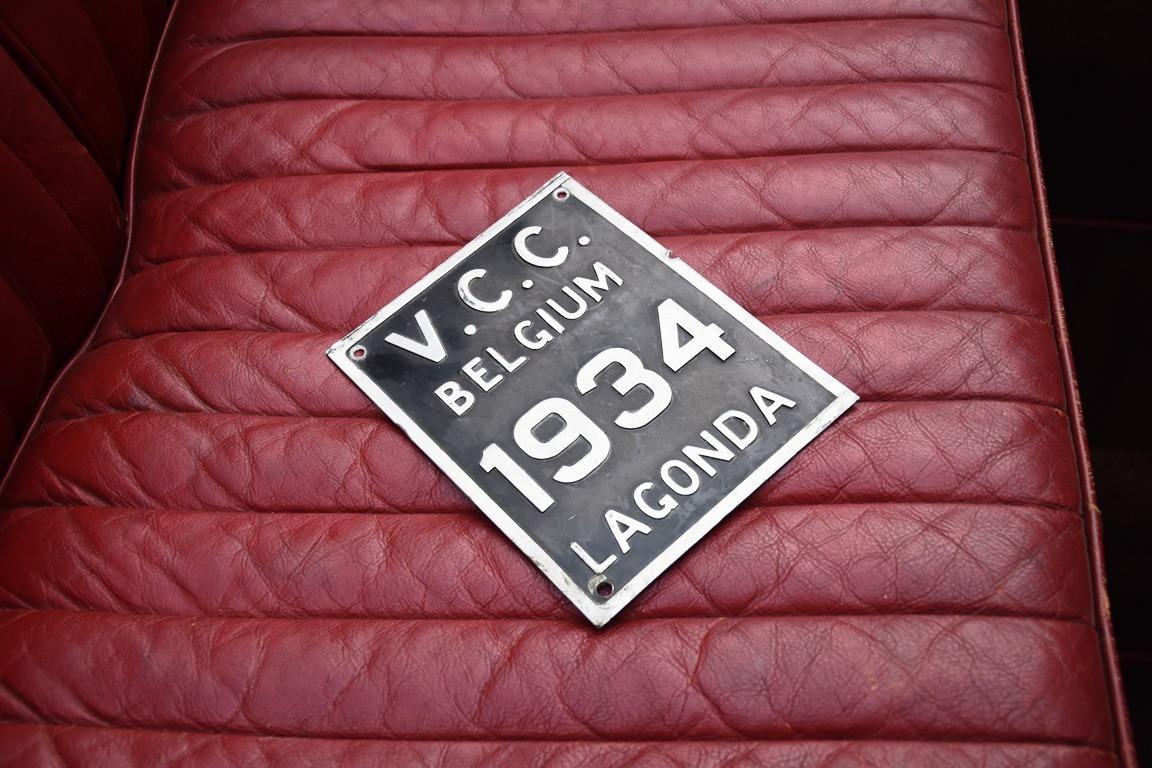 V.C.C.
BELGIUM
1934
LAGONDA